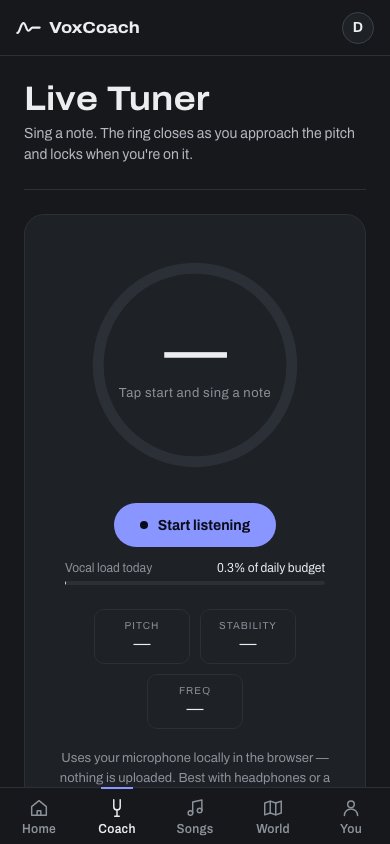 VoxCoach
D
Live Tuner
Sing a note. The ring closes as you approach the pitch
and locks when you're on it.
—
Tap start and sing a note
Start listening
Vocal load today 0.3% of daily budget
PITCH STABILITY
— —
FREQ
—
Uses your microphone locally in the browser —
nothing is uploaded. Best with headphones or a
Home Coach Songs World You